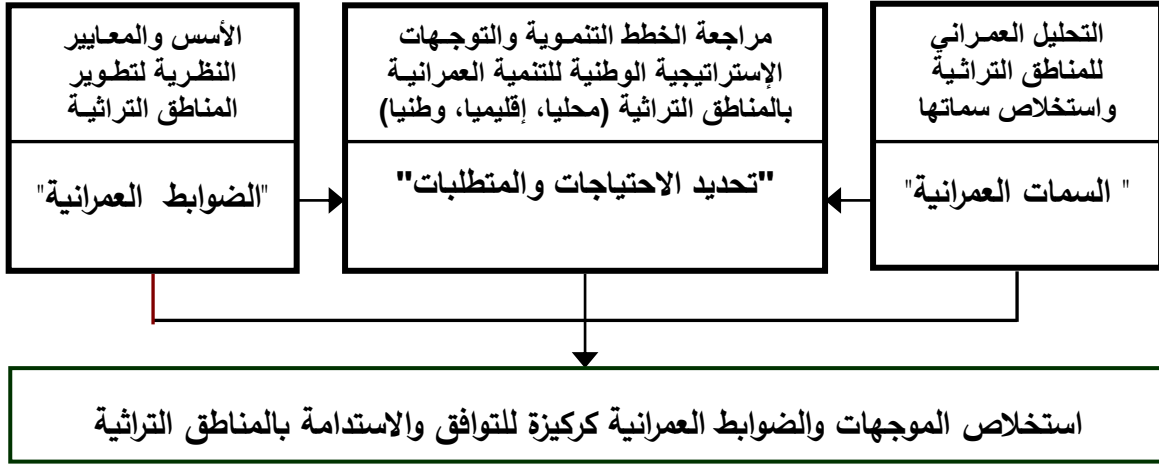 التحليل العمراني
للمناطق التراثية
واستخلاص سماتها
" السمات العمرانية"
مراجعة الخطط التنموية والتوجهات
الإستراتيجية الوطنية للتنمية العمرانية
بالمناطق التراثية (محليا، إقليميا، وطنيا)
"تحديد الاحتياجات والمتطلبات"
الأسس والمعايير
النظرية لتطوير
المناطق التراثية
"الضوابط العمرانية"
استخلاص الموجهات والضوابط العمرانية كركيزة للتوافق والاستدامة بالمناطق التراثية